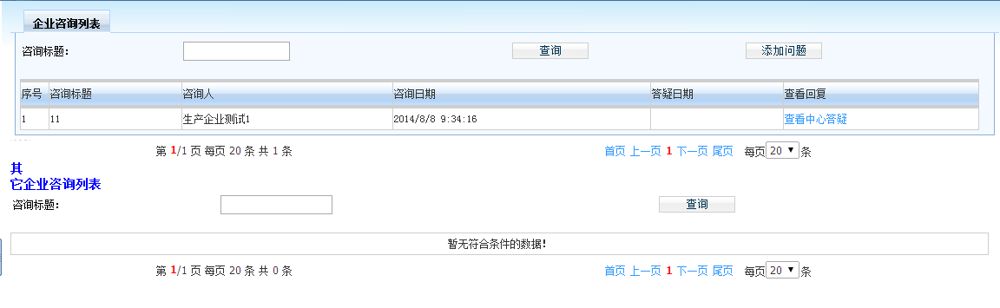 企业咨询列表
咨询标题: 查询 添加问题
序号 咨询标题 咨询人 咨询日期 答疑日期 查看回复
1 11 生产企业测试1 2014/8/8 9:34:16 查看中心答疑
第 1/1 页 每页 20 条 共 1 条 首页 上一页 1 下一页 尾页 每页 20 条
其
它企业咨询列表
咨询标题: 查询
暂无符合条件的数据!
第 1/1 页 每页 20 条 共 0 条 首页 上一页 1 下一页 尾页 每页 20 条